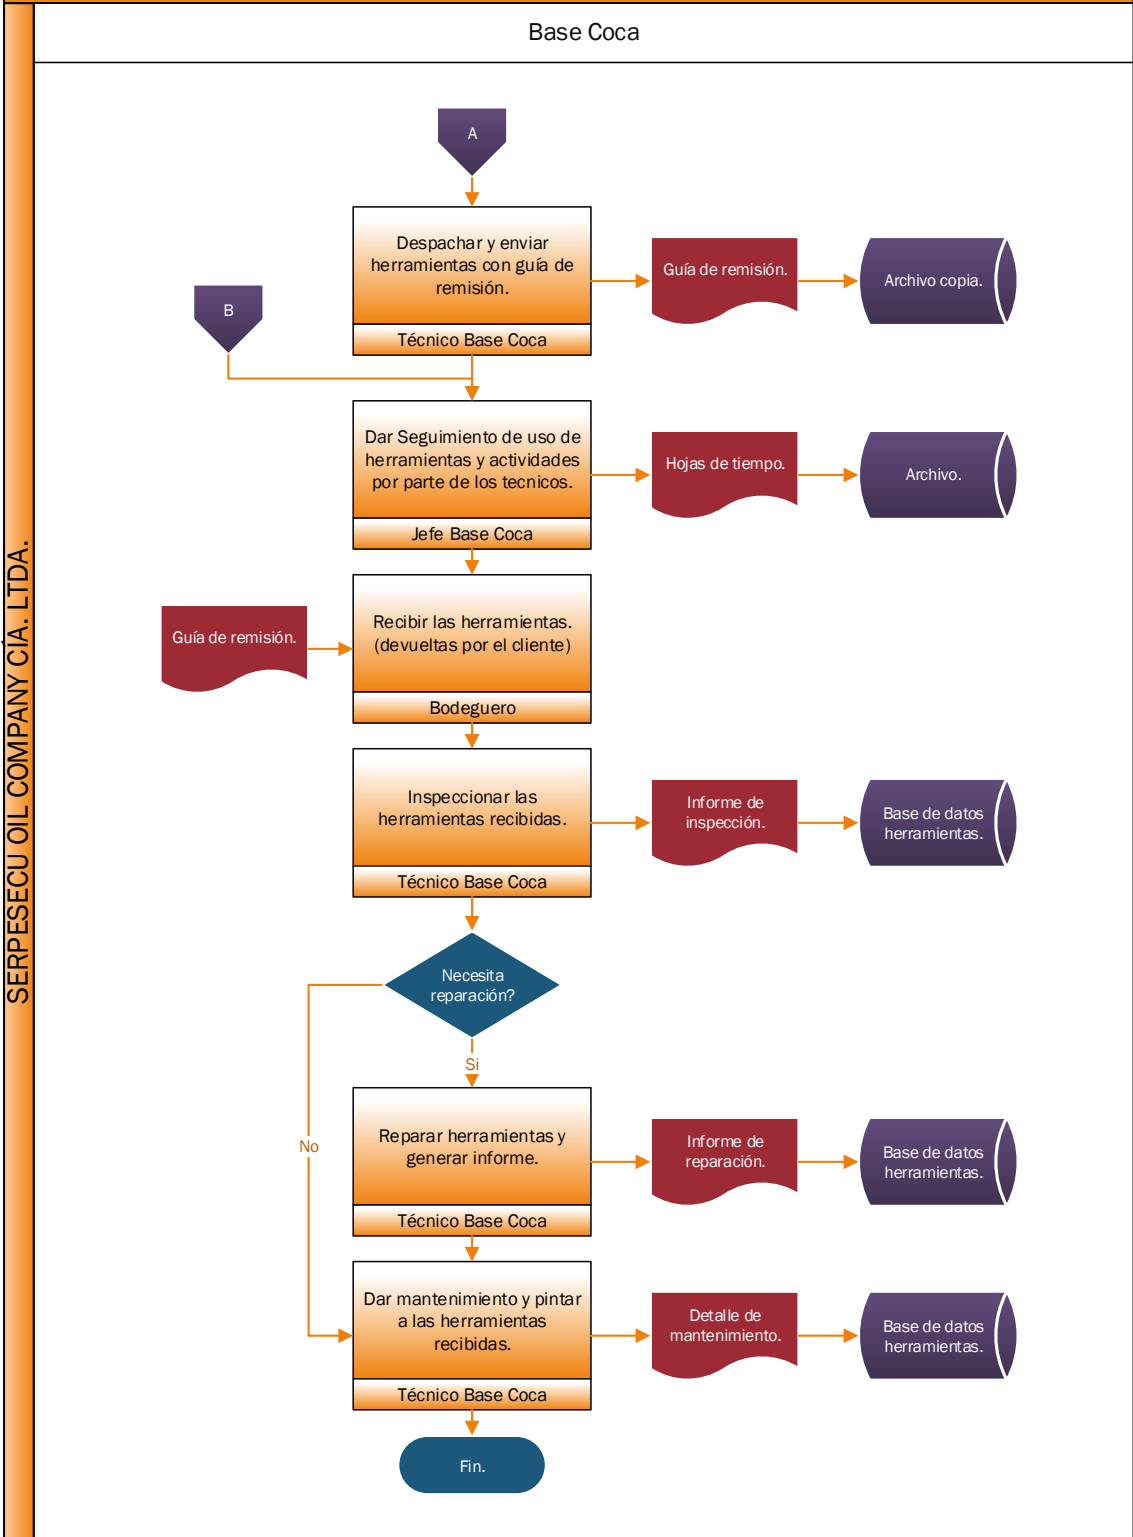 Base Coca
SERPESECU OIL COMPANY CÍA. LTDA.
A
Despachar y enviar
herramientas con guía de
remisión.
Técnico Base Coca
Guía de remisión.
Archivo copia.
B
Dar Seguimiento de uso de
herramientas y actividades
por parte de los tecnicos.
Jefe Base Coca
Hojas de tiempo.
Archivo.
Guía de remisión.
Recibir las herramientas.
(devueltas por el cliente)
Bodeguero
Inspeccionar las
herramientas recibidas.
Técnico Base Coca
Informe de
inspección.
Base de datos
herramientas.
Necesita
reparación?
Si
No
Reparar herramientas y
generar informe.
Técnico Base Coca
Informe de
reparación.
Base de datos
herramientas.
Dar mantenimiento y pintar
a las herramientas
recibidas.
Técnico Base Coca
Detalle de
mantenimiento.
Base de datos
herramientas.
Fin.